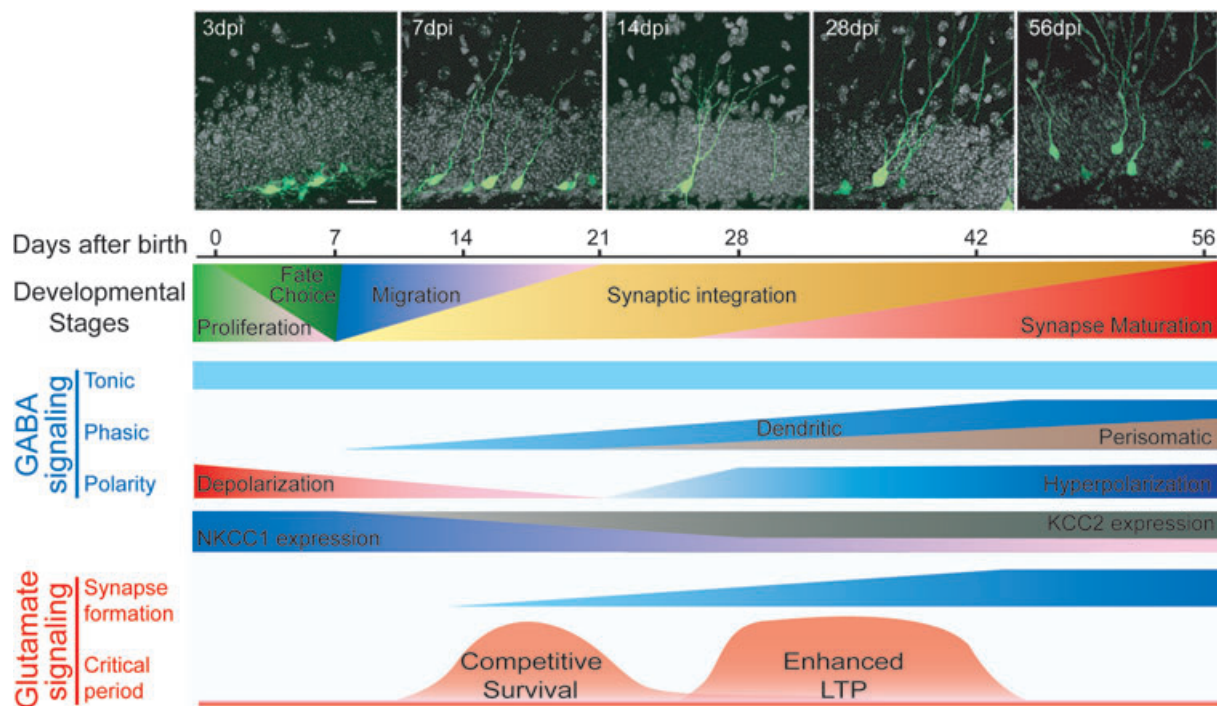 3dpi
7dpi
14dpi
28dpi
56dpi
Days after birth
0
7
14
21
28
42
56
Developmental
Stages
Proliferation
Fate
Choice
Migration
Synaptic integration
Synapse Maturation
GABA
signaling
Tonic
Phasic
Dendritic
Perisomatic
Polarity
Depolarization
Hyperpolarization
NKCC1 expression
KCC2 expression
Glutamate
signaling
Synapse
formation
Critical
period
Competitive
Survival
Enhanced
LTP